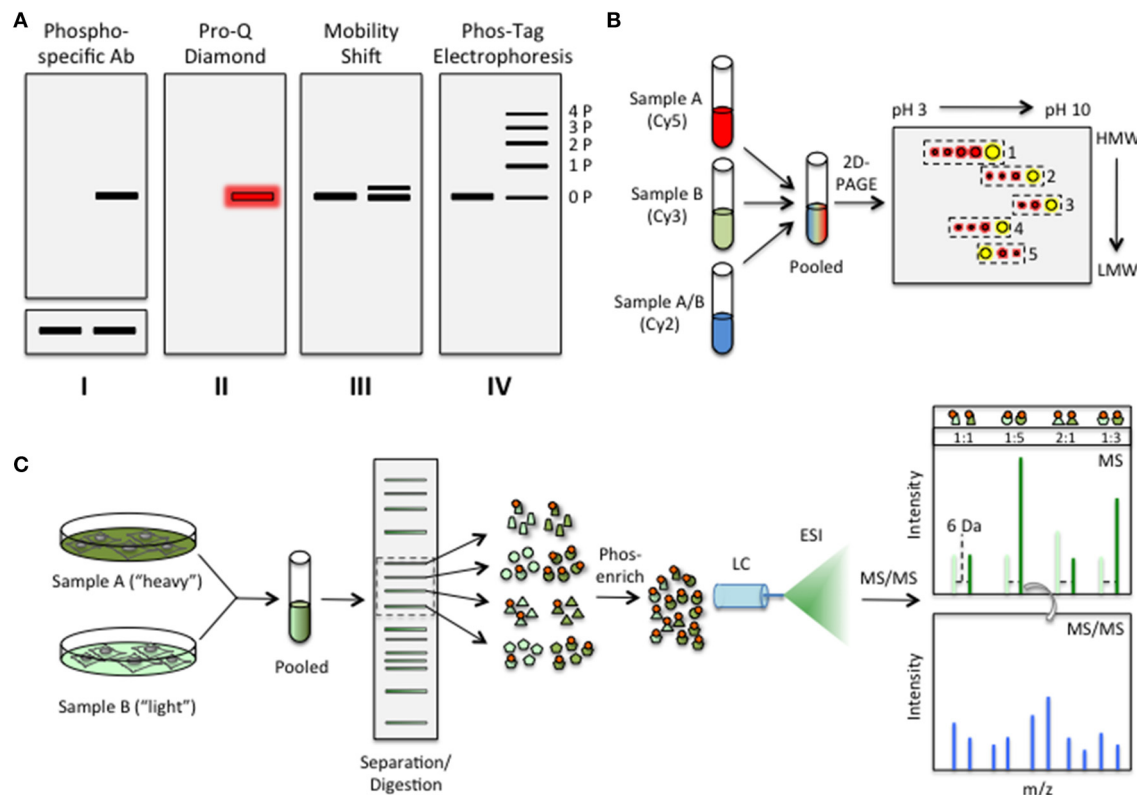 A
Phospho-
specific Ab
Pro-Q
Diamond
Mobility
Shift
Phos-Tag
Electrophoresis
4 P
3 P
2 P
1 P
0 P
I
II
III
IV
B
Sample A
(Cy5)
Sample B
(Cy3)
Sample A/B
(Cy2)
Pooled
2D-
PAGE
pH 3
pH 10
HMW
LMW
1
2
3
4
5
C
Sample A ("heavy")
Sample B ("light")
Pooled
Separation/
Digestion
Phos-
enrich
LC
ESI
MS/MS
1:1 1:5 2:1 1:3
MS
Intensity
6 Da
MS/MS
Intensity
m/z